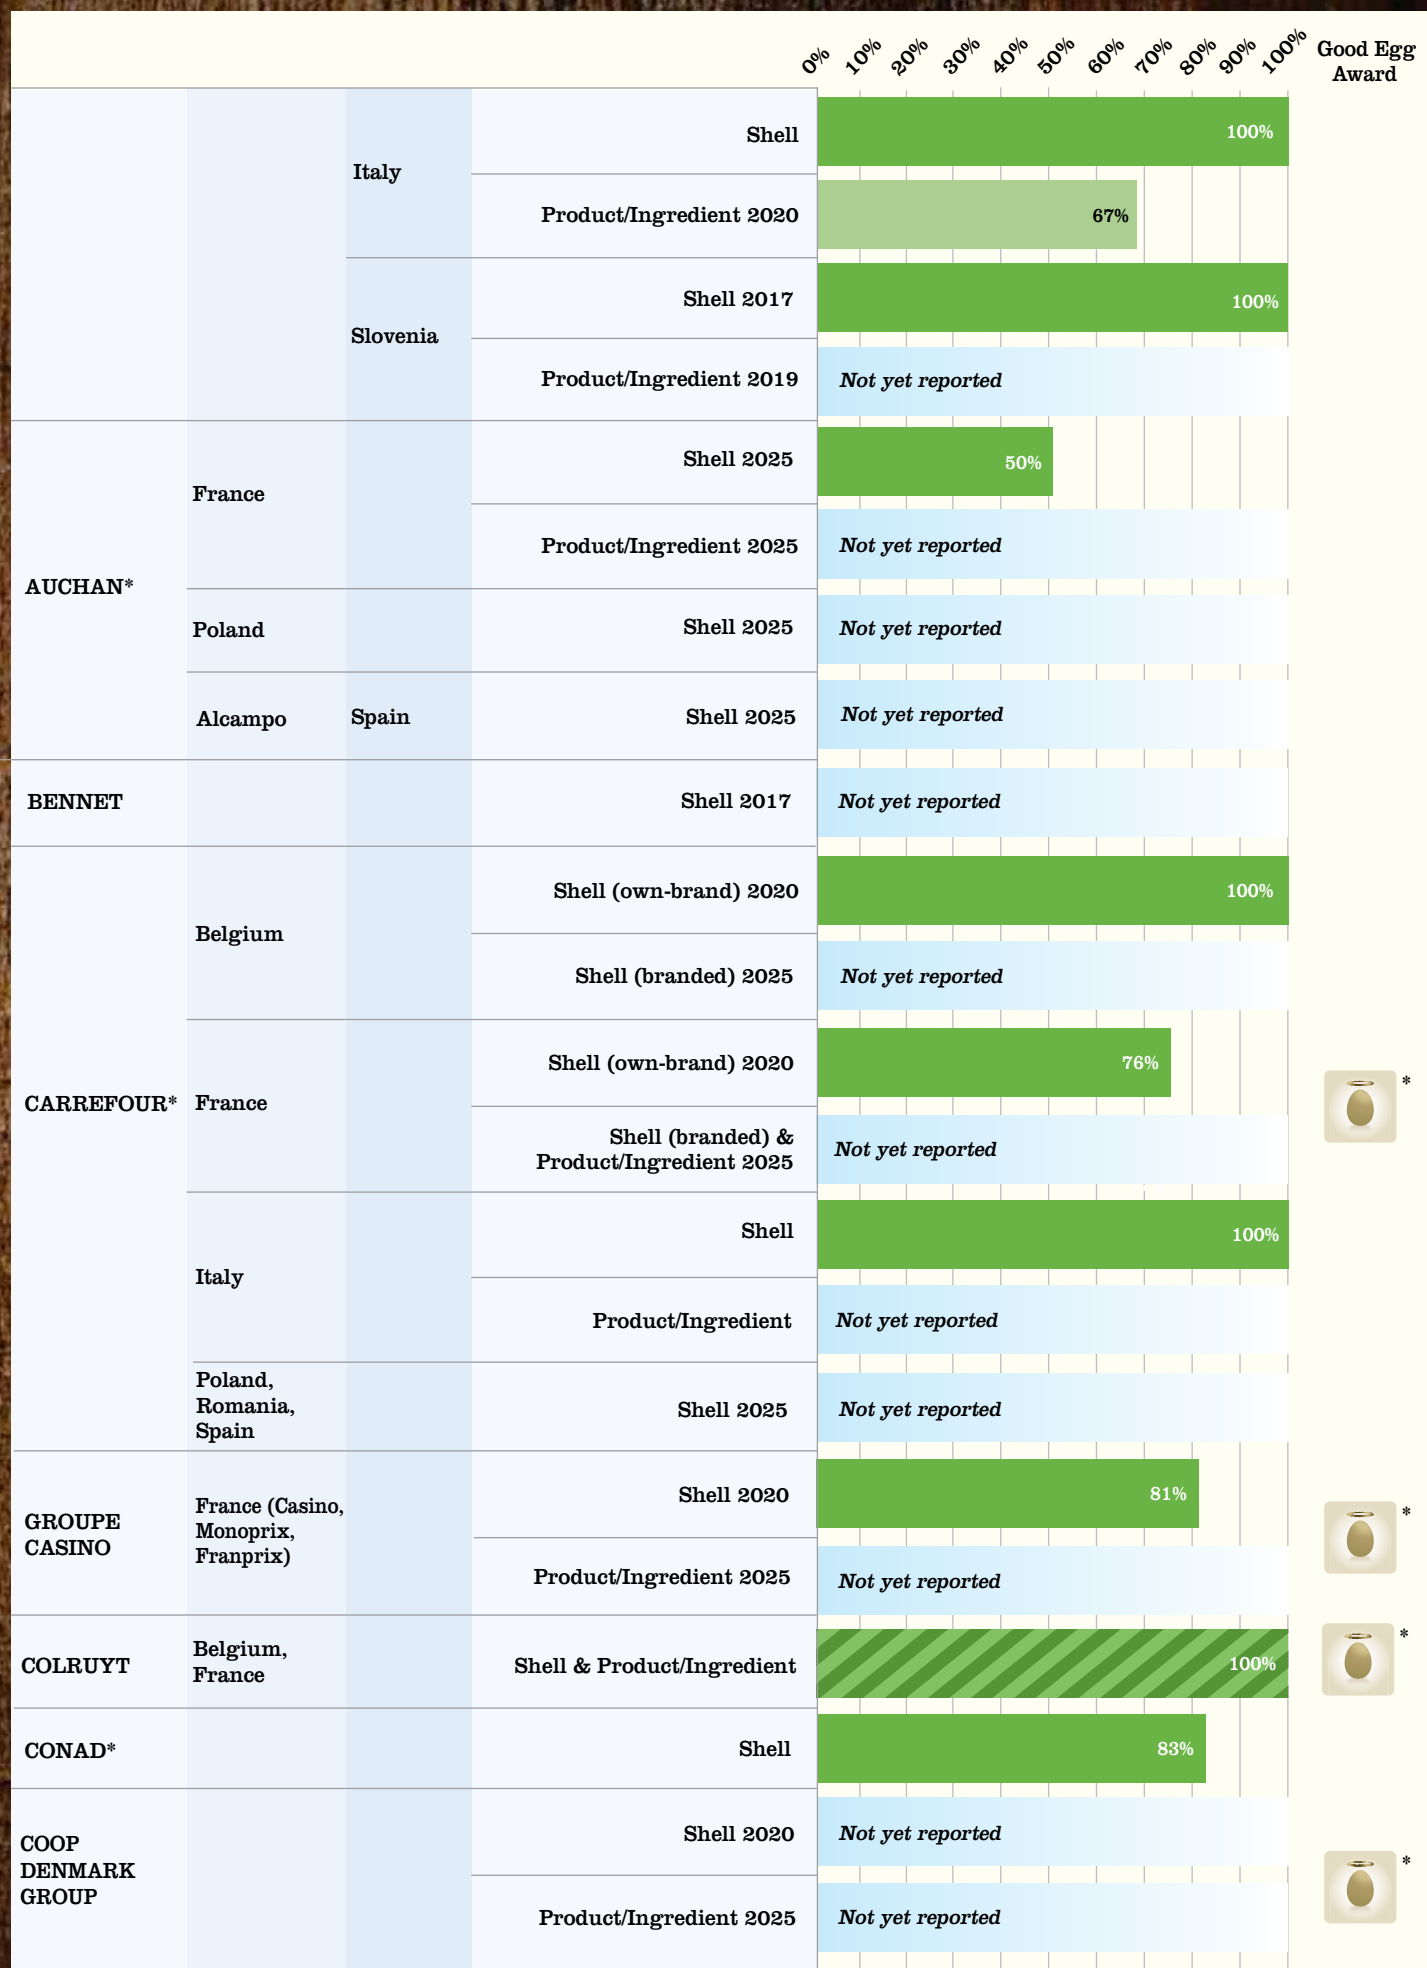 0% 10% 20% 30% 40% 50% 60% 70% 80% 90% 100%
Good Egg
Award
Italy
Shell
100%
Product/Ingredient 2020
67%
Slovenia
Shell 2017
100%
Product/Ingredient 2019
Not yet reported
AUCHAN*
France
Shell 2025
50%
Product/Ingredient 2025
Not yet reported
Poland
Shell 2025
Not yet reported
Alcampo
Spain
Shell 2025
Not yet reported
BENNET
Shell 2017
Not yet reported
CARREFOUR*
Belgium
Shell (own-brand) 2020
100%
Shell (branded) 2025
Not yet reported
France
Shell (own-brand) 2020
76%
*
Shell (branded) &
Product/Ingredient 2025
Not yet reported
Italy
Shell
100%
Product/Ingredient
Not yet reported
Poland,
Romania,
Spain
Shell 2025
Not yet reported
GROUPE
CASINO
France (Casino,
Monoprix,
Franprix)
Shell 2020
81%
*
Product/Ingredient 2025
Not yet reported
COLRUYT
Belgium,
France
Shell & Product/Ingredient
100%
*
CONAD*
Shell
83%
COOP
DENMARK
GROUP
Shell 2020
Not yet reported
*
Product/Ingredient 2025
Not yet reported